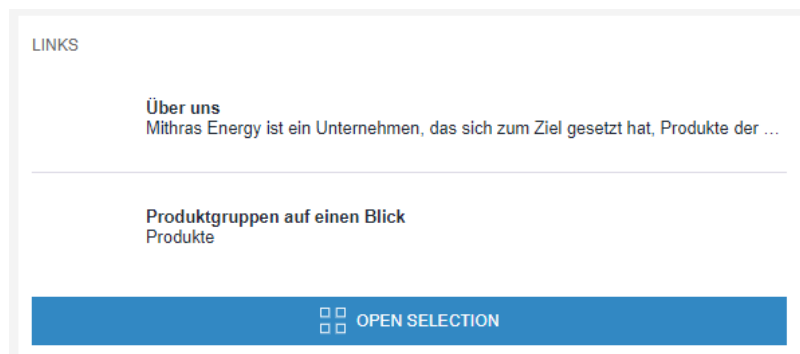 LINKS
Über uns
Mithras Energy ist ein Unternehmen, das sich zum Ziel gesetzt hat, Produkte der ...
Produktgruppen auf einen Blick
Produkte
OPEN SELECTION